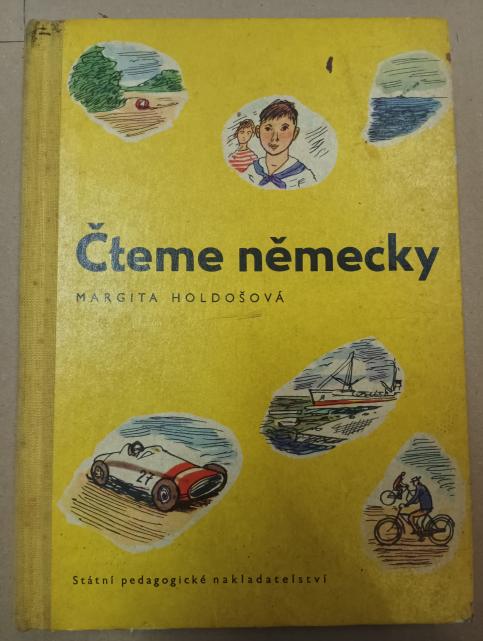 Čteme německy
MARGITA HOLDOŠOVÁ
27
Státní pedagogické nakladatelství